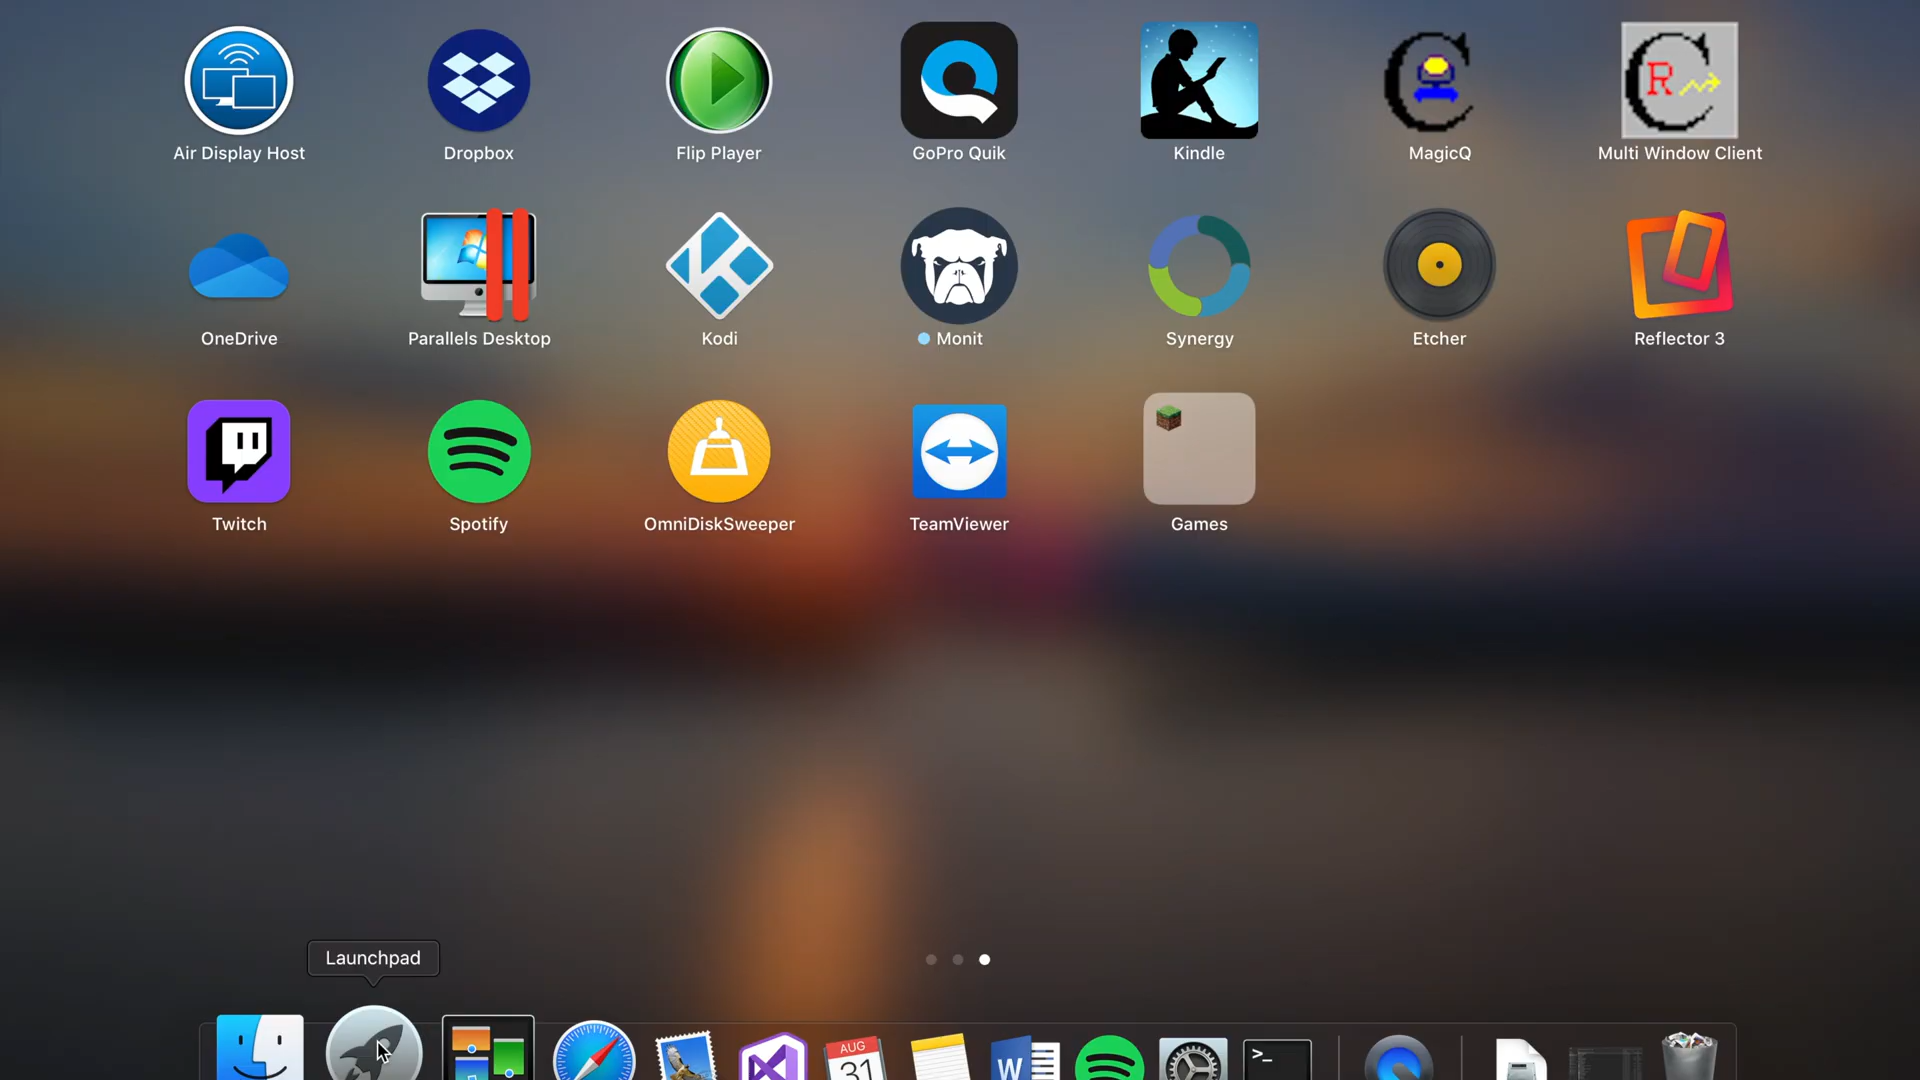 Air Display Host Dropbox Flip Player GoPro Quik Kindle MagicQ Multi Window Client
R
OneDrive Parallels Desktop Kodi Monit Synergy Etcher Reflector 3
Twitch Spotify OmniDiskSweeper TeamViewer Games
Launchpad
AUG
31
W
>_